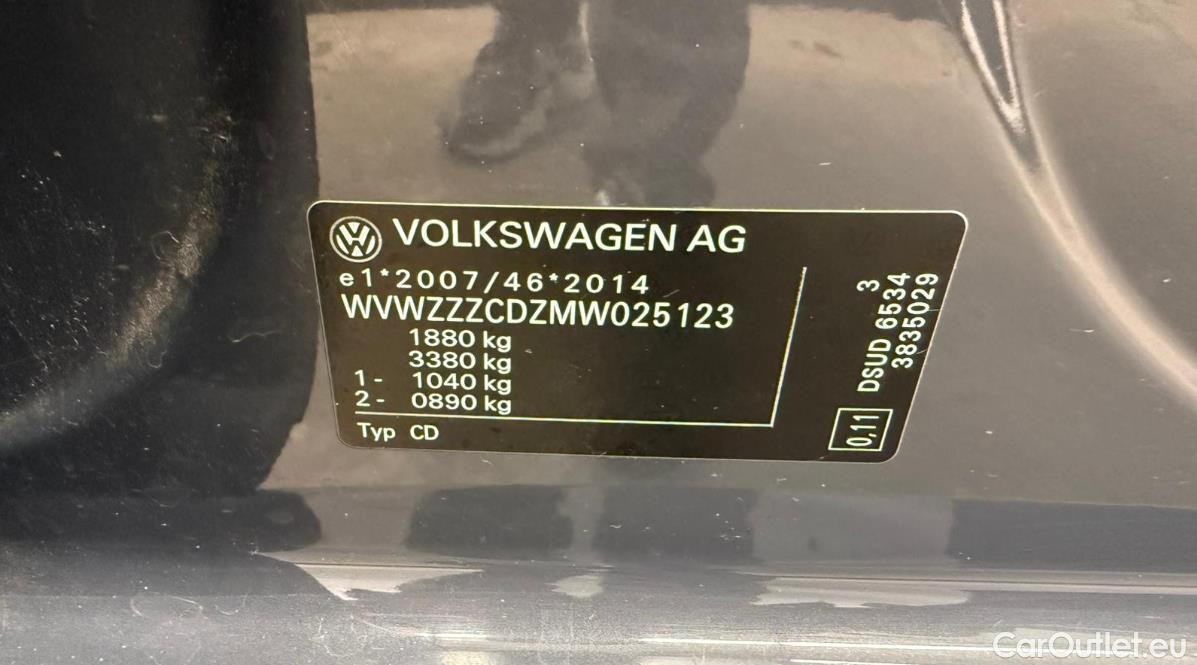 VOLKSWAGEN AG
e1*2007/46*2014
WVWZZZCDZMW025123
1880 kg
3380 kg
1 - 1040 kg
2 - 0890 kg
Typ CD
3
DSUD 6534
3835029
0,11
CarOutlet.eu